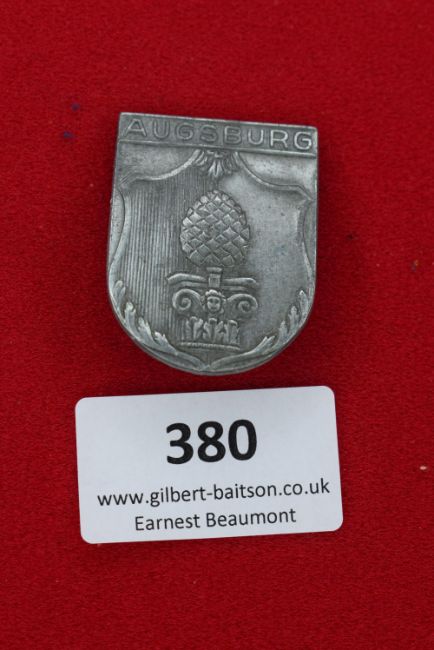 AUGSBURG
380
www.gilbert-baitson.co.uk
Earnest Beaumont